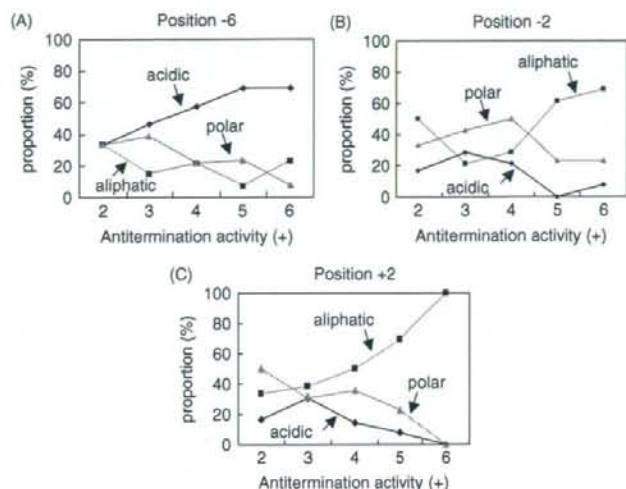 (A) Position -6
100
80
60
40
20
0
proportion (%)
acidic
polar
aliphatic
2 3 4 5 6
Antitermination activity (+)
(B) Position -2
100
80
60
40
20
0
proportion (%)
aliphatic
polar
acidic
2 3 4 5 6
Antitermination activity (+)
(C) Position +2
100
80
60
40
20
0
proportion (%)
aliphatic
polar
acidic
2 3 4 5 6
Antitermination activity (+)